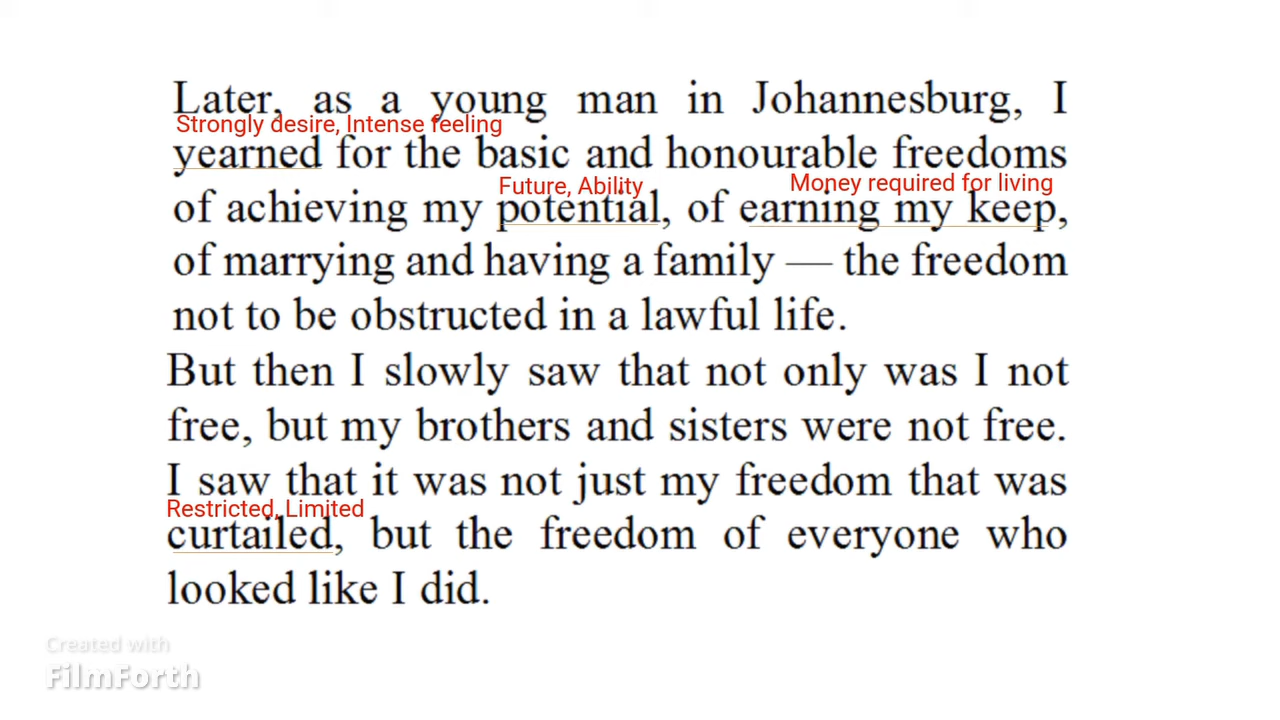 Later, as a young man in Johannesburg, I
Strongly desire, Intense feeling
yearned for the basic and honourable freedoms
Future, Ability
Money required for living
of achieving my potential, of earning my keep,
of marrying and having a family — the freedom
not to be obstructed in a lawful life.
But then I slowly saw that not only was I not
free, but my brothers and sisters were not free.
I saw that it was not just my freedom that was
Restricted, Limited
curtailed, but the freedom of everyone who
looked like I did.
Created with
FilmForth